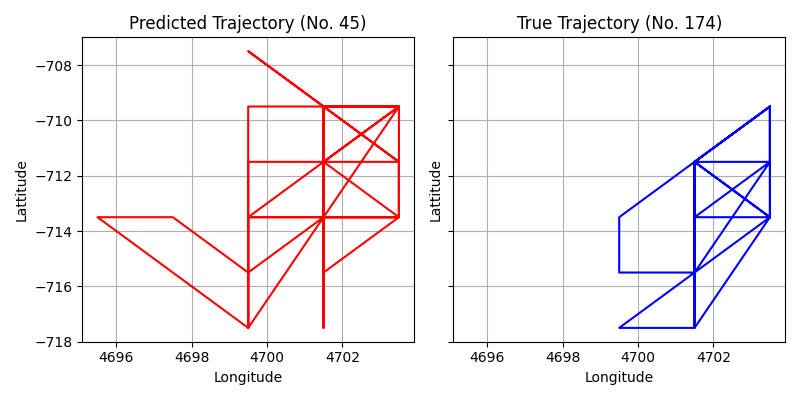 Predicted Trajectory (No. 45)
True Trajectory (No. 174)
−708
−710
−712
−714
−716
−718
Lattitude
Lattitude
4696 4698 4700 4702
4696 4698 4700 4702
Longitude
Longitude